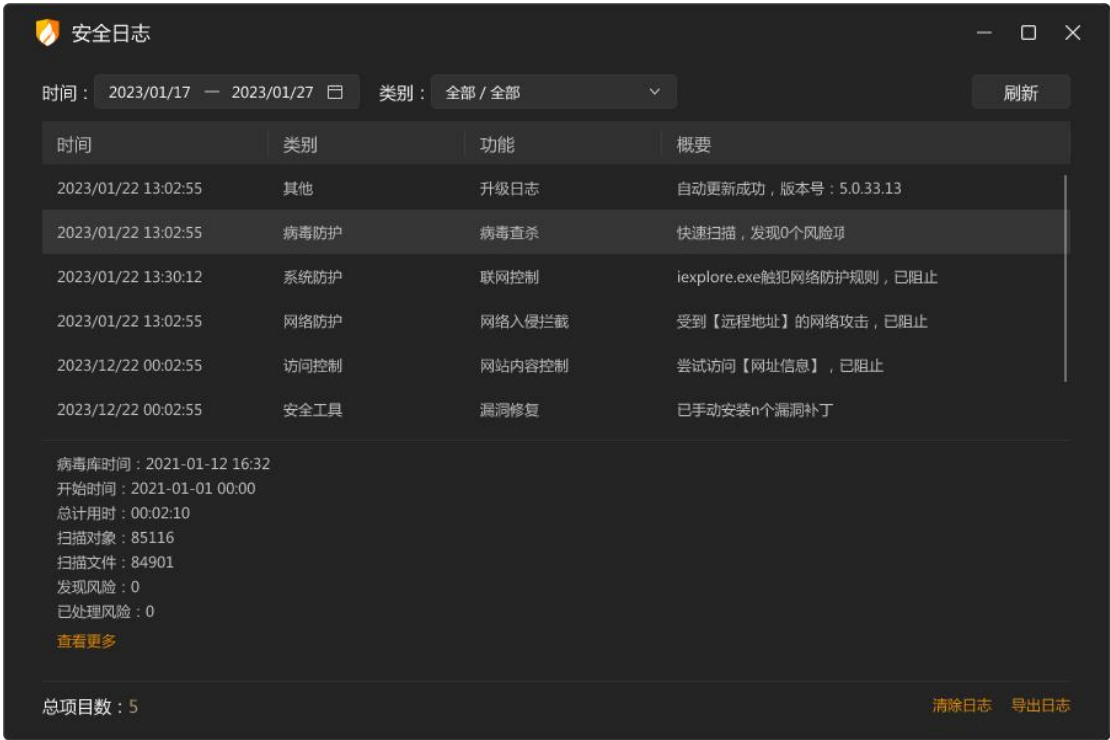 安全日志
时间： 2023/01/17 — 2023/01/27 类别： 全部 / 全部 刷新
时间 类别 功能 概要
2023/01/22 13:02:55 其他 升级日志 自动更新成功，版本号：5.0.33.13
2023/01/22 13:02:55 病毒防护 病毒查杀 快速扫描，发现0个风险项
2023/01/22 13:30:12 系统防护 联网控制 iexplore.exe触犯网络防护规则，已阻止
2023/01/22 13:02:55 网络防护 网络入侵拦截 受到【远程地址】的网络攻击，已阻止
2023/12/22 00:02:55 访问控制 网站内容控制 尝试访问【网址信息】，已阻止
2023/12/22 00:02:55 安全工具 漏洞修复 已手动安装n个漏洞补丁
病毒库时间：2021-01-12 16:32
开始时间：2021-01-01 00:00
总计用时：00:02:10
扫描对象：85116
扫描文件：84901
发现风险：0
已处理风险：0
查看更多
总项目数：5 清除日志 导出日志